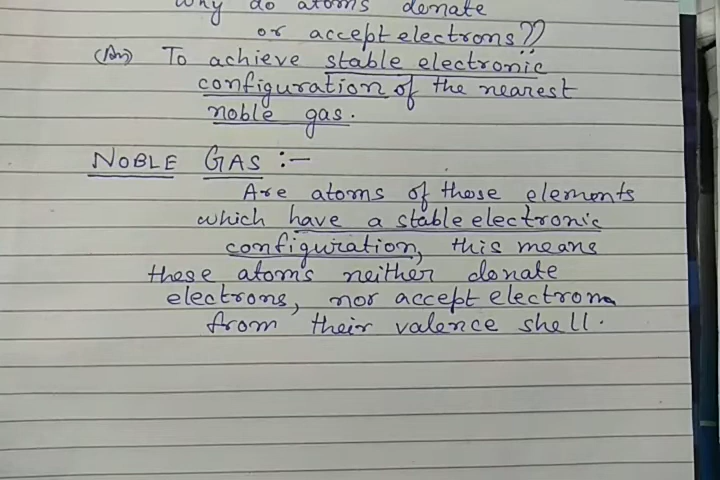 Why do atoms donate
or accept electrons??
(Ans) To achieve stable electronic
configuration of the nearest
noble gas.
NOBLE GAS :-
Are atoms of those elements
which have a stable electronic
configuration, this means
these atoms neither donate
electrons, nor accept electron
from their valence shell.